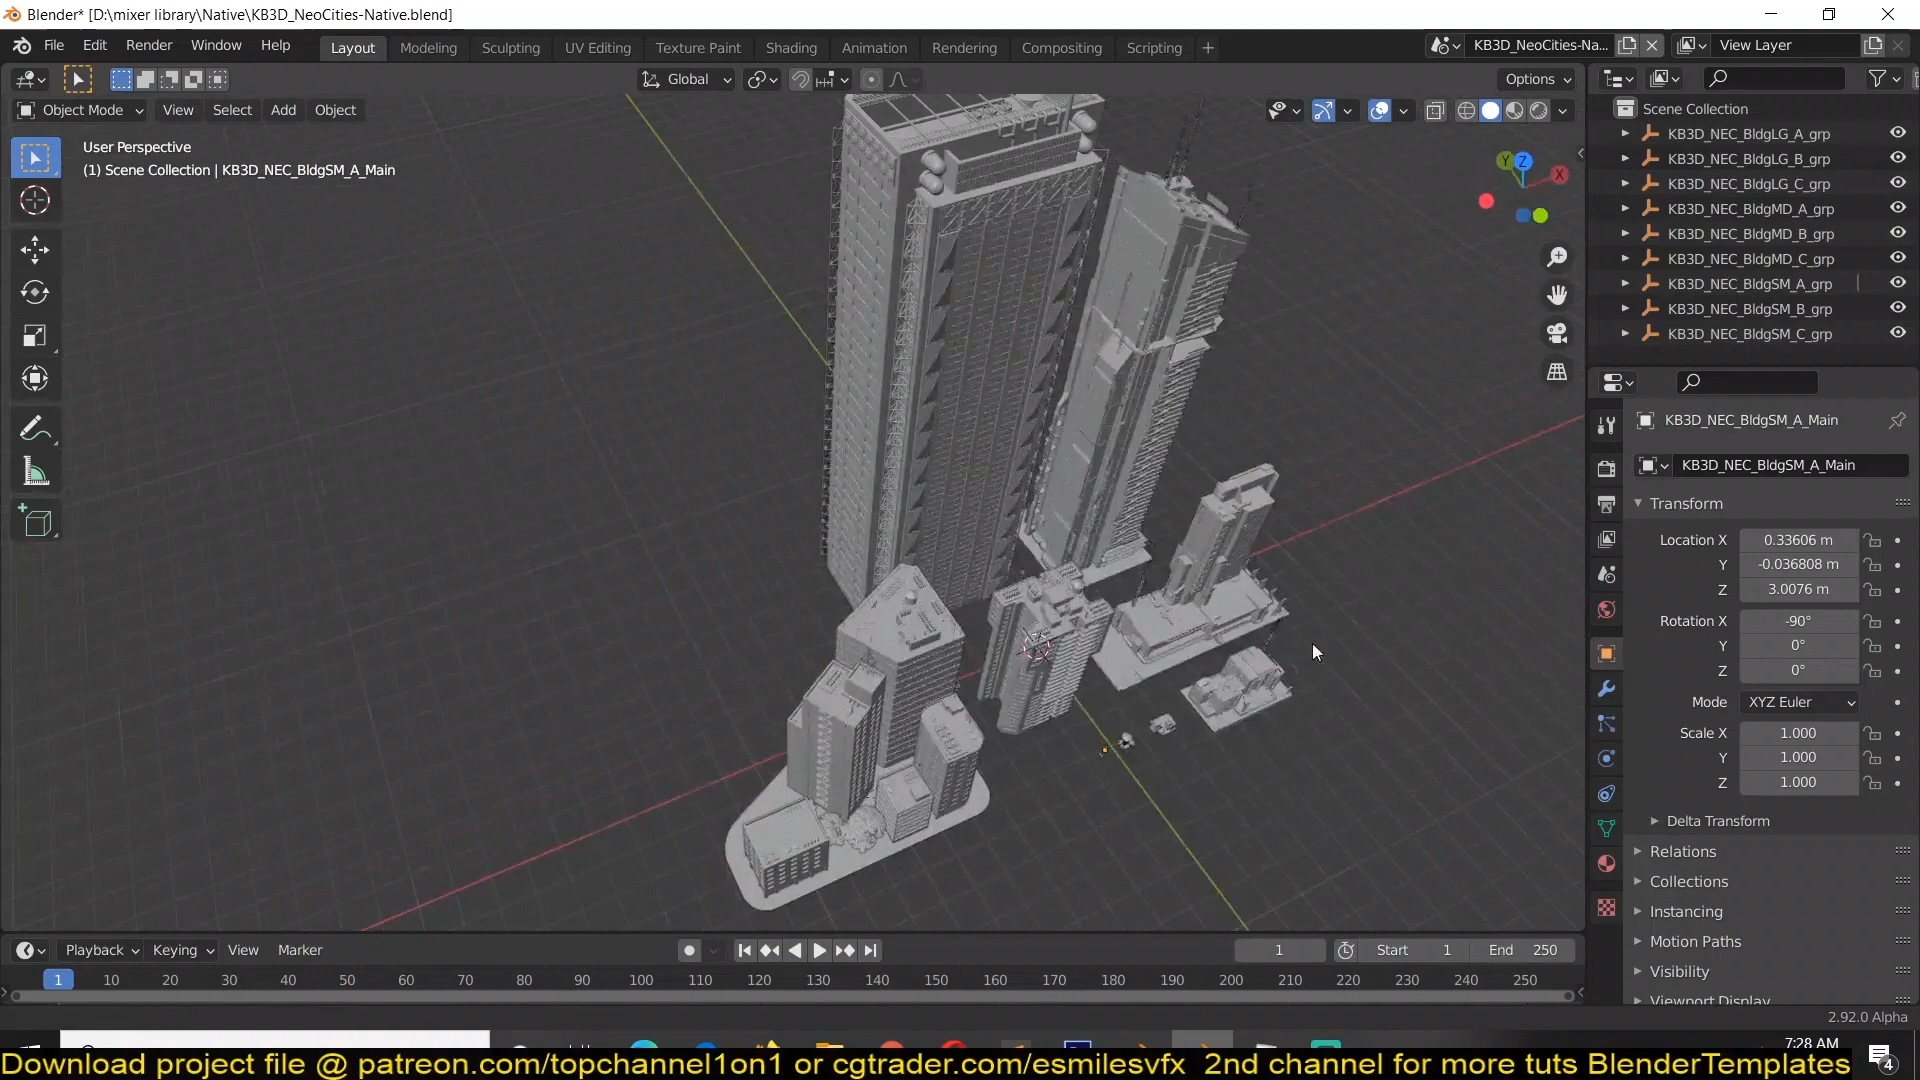 Blender* [D:\mixer library\Native\KB3D_NeoCities-Native.blend]
File Edit Render Window Help Layout Modeling Sculpting UV Editing Texture Paint Shading Animation Rendering Compositing Scripting + KB3D_NeoCities-Na... View Layer
Global Options
Object Mode View Select Add Object
User Perspective
(1) Scene Collection | KB3D_NEC_BldgSM_A_Main
Y Z X
Scene Collection
KB3D_NEC_BldgLG_A_grp
KB3D_NEC_BldgLG_B_grp
KB3D_NEC_BldgLG_C_grp
KB3D_NEC_BldgMD_A_grp
KB3D_NEC_BldgMD_B_grp
KB3D_NEC_BldgMD_C_grp
KB3D_NEC_BldgSM_A_grp
KB3D_NEC_BldgSM_B_grp
KB3D_NEC_BldgSM_C_grp
KB3D_NEC_BldgSM_A_Main
KB3D_NEC_BldgSM_A_Main
Transform
Location X 0.33606 m
Y -0.036808 m
Z 3.0076 m
Rotation X -90°
Y 0°
Z 0°
Mode XYZ Euler
Scale X 1.000
Y 1.000
Z 1.000
Delta Transform
Relations
Collections
Instancing
Motion Paths
Visibility
Viewport Display
Playback Keying View Marker 1 Start 1 End 250
1 10 20 30 40 50 60 70 80 90 100 110 120 130 140 150 160 170 180 190 200 210 220 230 240 250
2.92.0 Alpha
7:28 AM
4
Download project file @ patreon.com/topchannel1on1 or cgtrader.com/esmilesvfx 2nd channel for more tuts BlenderTemplates